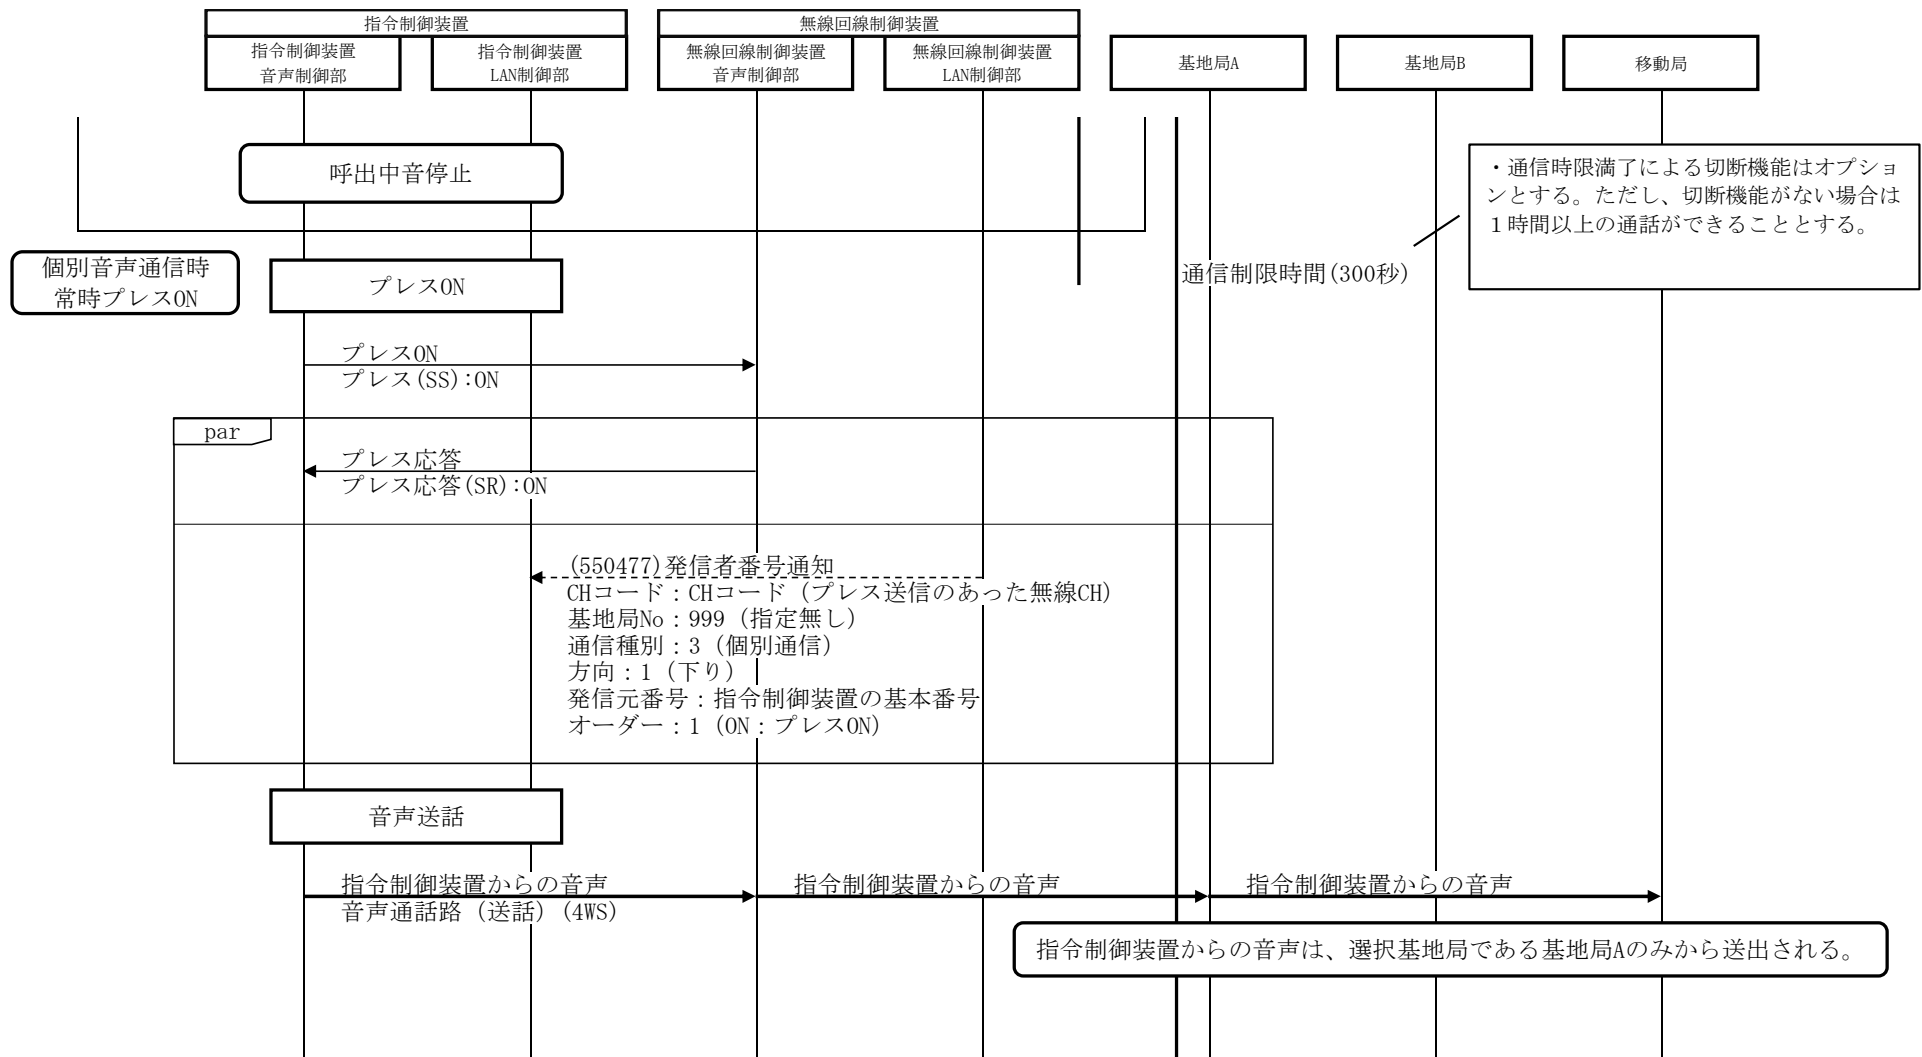 指令制御装置
無線回線制御装置
指令制御装置
音声制御部
指令制御装置
LAN制御部
無線回線制御装置
音声制御部
無線回線制御装置
LAN制御部
基地局A
基地局B
移動局
呼出中音停止
・通信時限満了による切断機能はオプショ
ンとする。ただし、切断機能がない場合は
１時間以上の通話ができることとする。
個別音声通信時
常時プレスON
プレスON
通信制限時間(300秒)
プレスON
プレス(SS):ON
par
プレス応答
プレス応答(SR):ON
(550477)発信者番号通知
CHコード：CHコード（プレス送信のあった無線CH）
基地局No：999（指定無し）
通信種別：3（個別通信）
方向：1（下り）
発信元番号：指令制御装置の基本番号
オーダー：1（ON：プレスON）
音声送話
指令制御装置からの音声
音声通話路（送話）(4WS)
指令制御装置からの音声
指令制御装置からの音声
指令制御装置からの音声は、選択基地局である基地局Aのみから送出される。